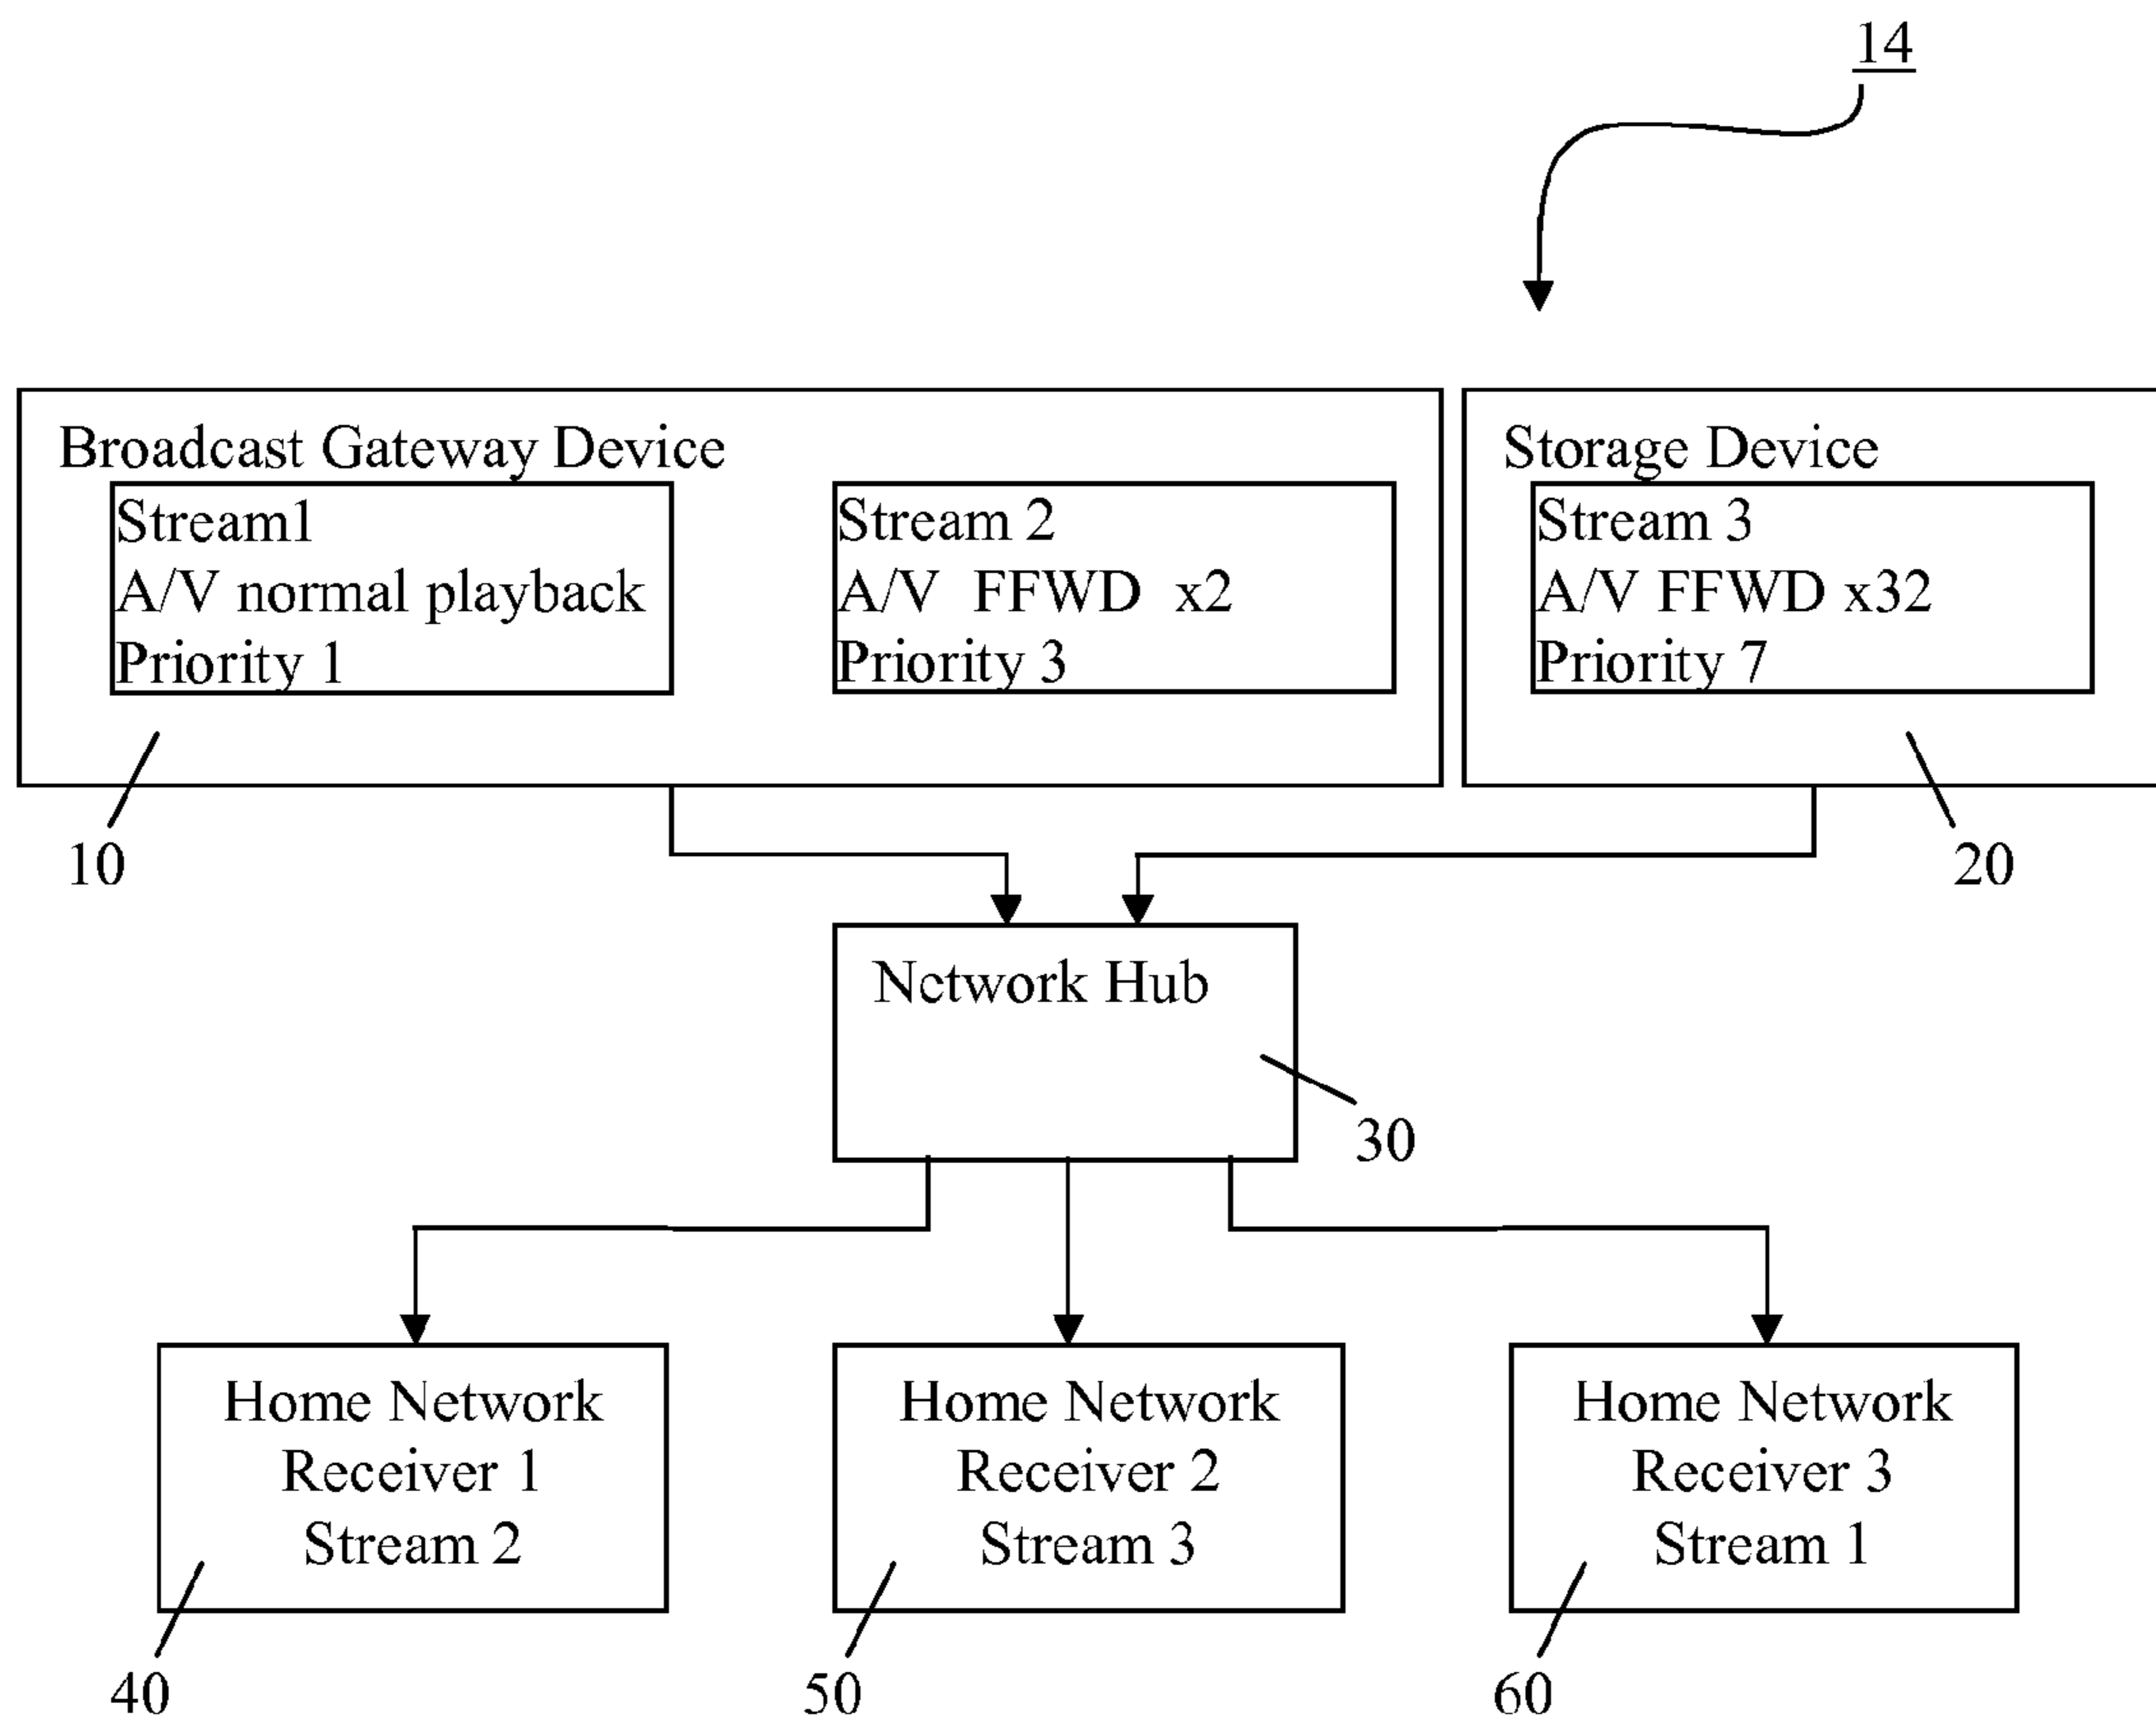 14
Broadcast Gateway Device
Stream1
A/V normal playback
Priority 1
Stream 2
A/V FFWD x2
Priority 3
Storage Device
Stream 3
A/V FFWD x32
Priority 7
10
20
Network Hub
30
Home Network
Receiver 1
Stream 2
Home Network
Receiver 2
Stream 3
Home Network
Receiver 3
Stream 1
40
50
60